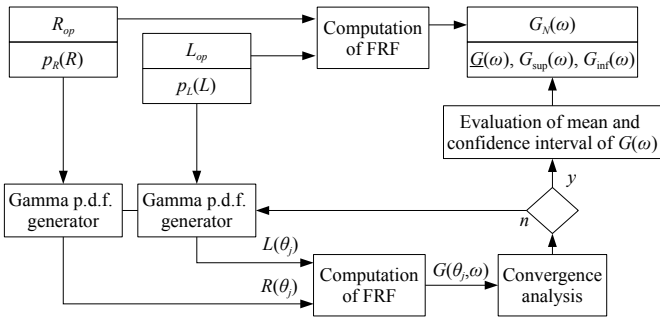 R_op
p_R(R)
L_op
p_L(L)
Computation
of FRF
G_N(ω)
G̲(ω), G_sup(ω), G_inf(ω)
Evaluation of mean and
confidence interval of G(ω)
y
n
Gamma p.d.f.
generator
Gamma p.d.f.
generator
L(θ_j)
R(θ_j)
Computation
of FRF
G(θ_j,ω)
Convergence
analysis